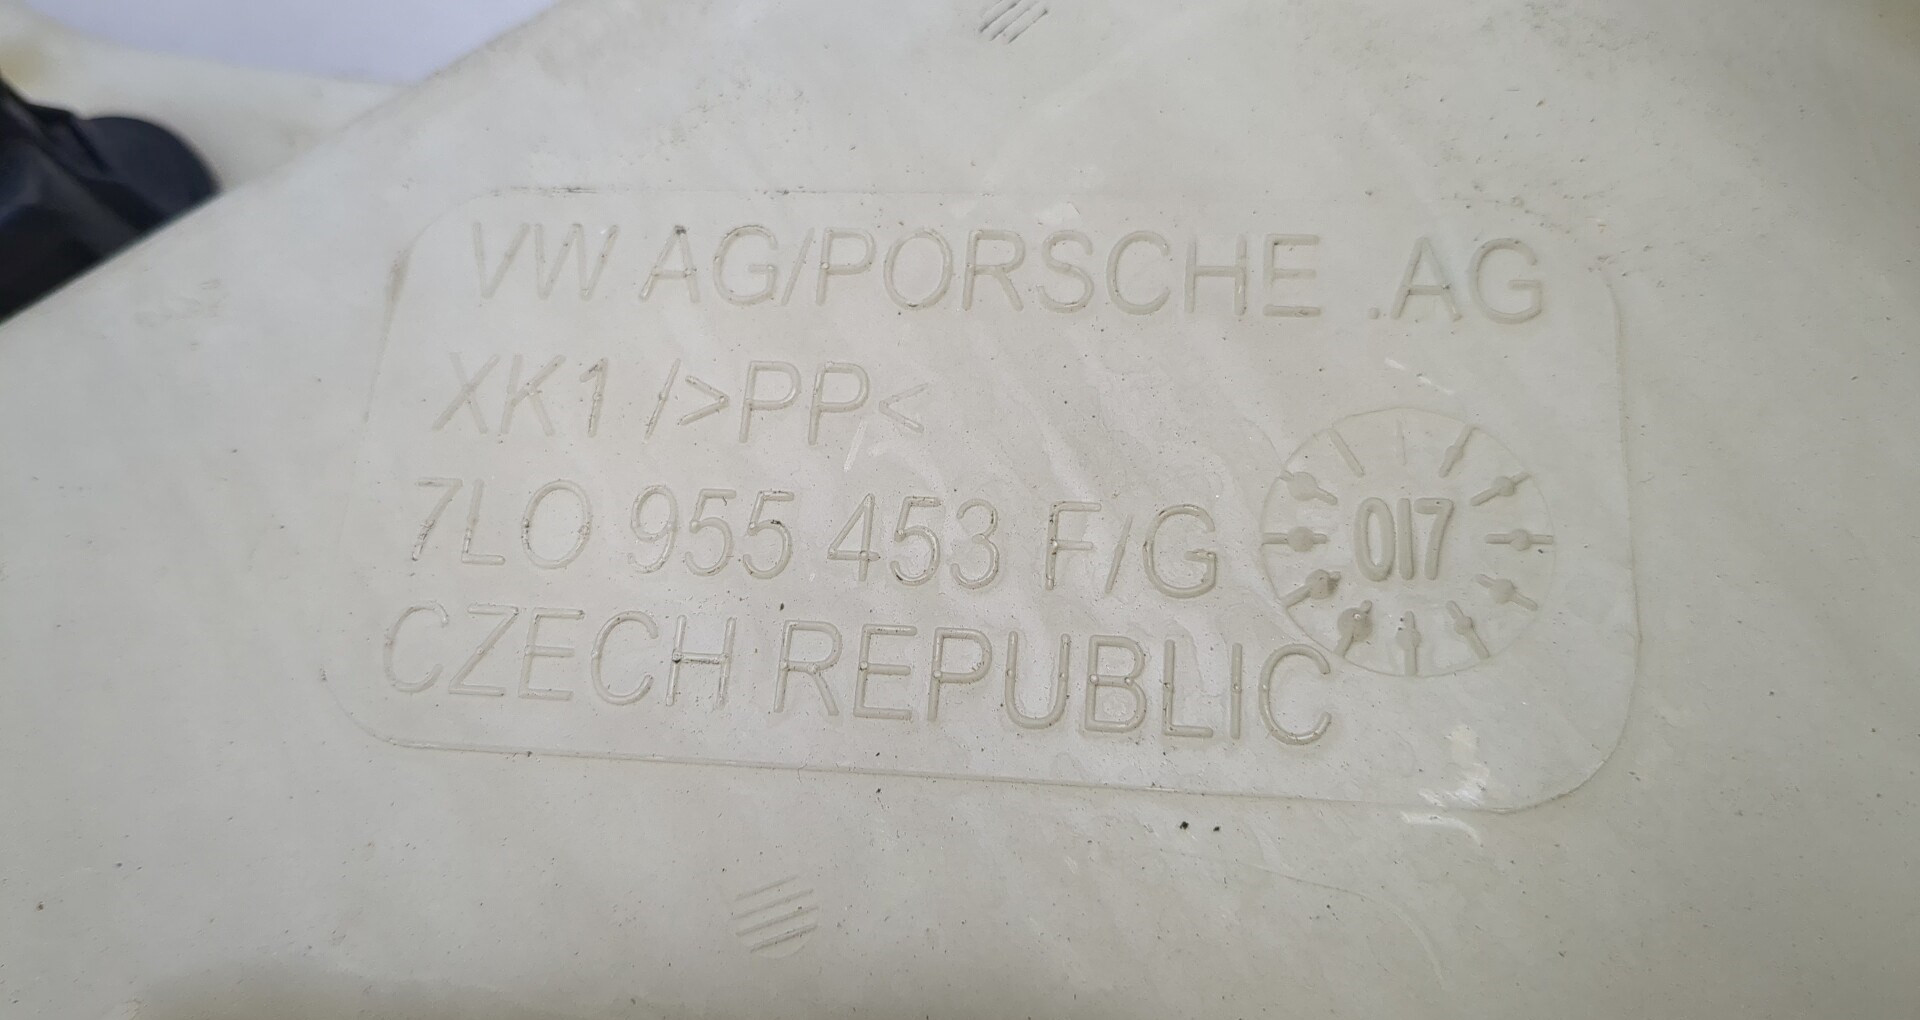 VW AG/PORSCHE .AG
XK1 />PP<
7LO 955 453 F/G
017
CZECH REPUBLIC